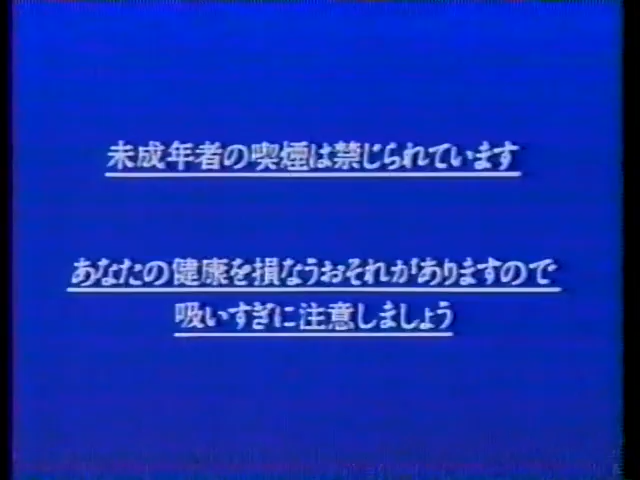 未成年者の喫煙は禁じられています
あなたの健康を損なうおそれがありますので
吸いすぎに注意しましょう